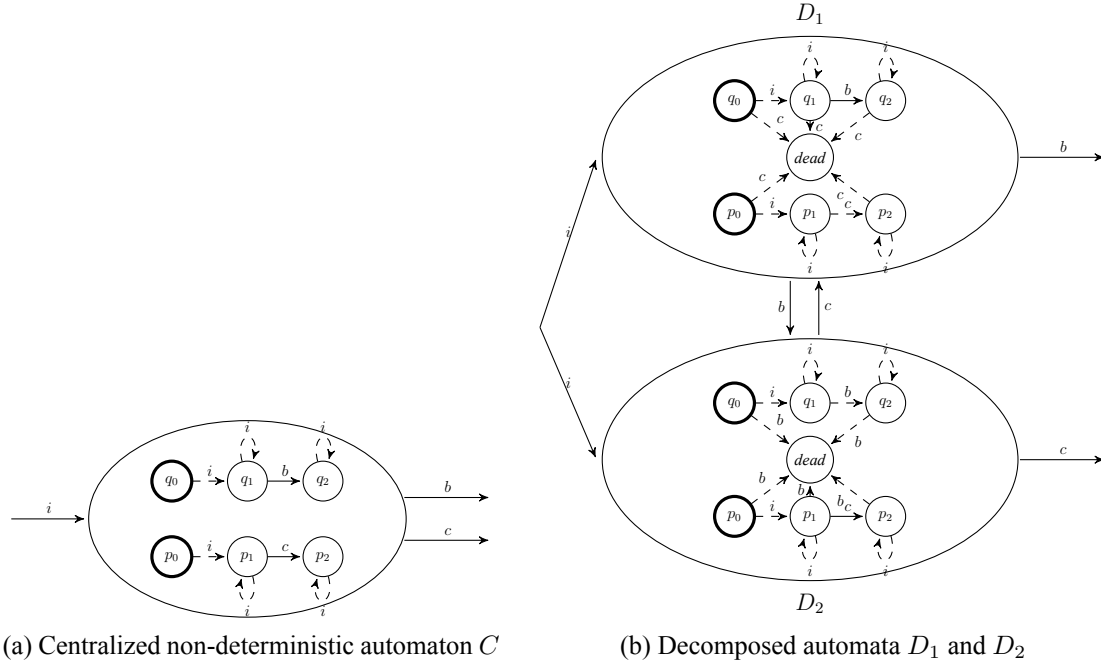 D₁
i i
q₀ i q₁ b q₂
c c c
dead
c c
p₀ i p₁ c p₂
i i
b
i
b c
i
i i
q₀ i q₁ b q₂
b b
dead
b b b
p₀ i p₁ c p₂
i i
c
D₂
i i
q₀ i q₁ b q₂
i
b
c
p₀ i p₁ c p₂
i i
(a) Centralized non-deterministic automaton C
(b) Decomposed automata D₁ and D₂